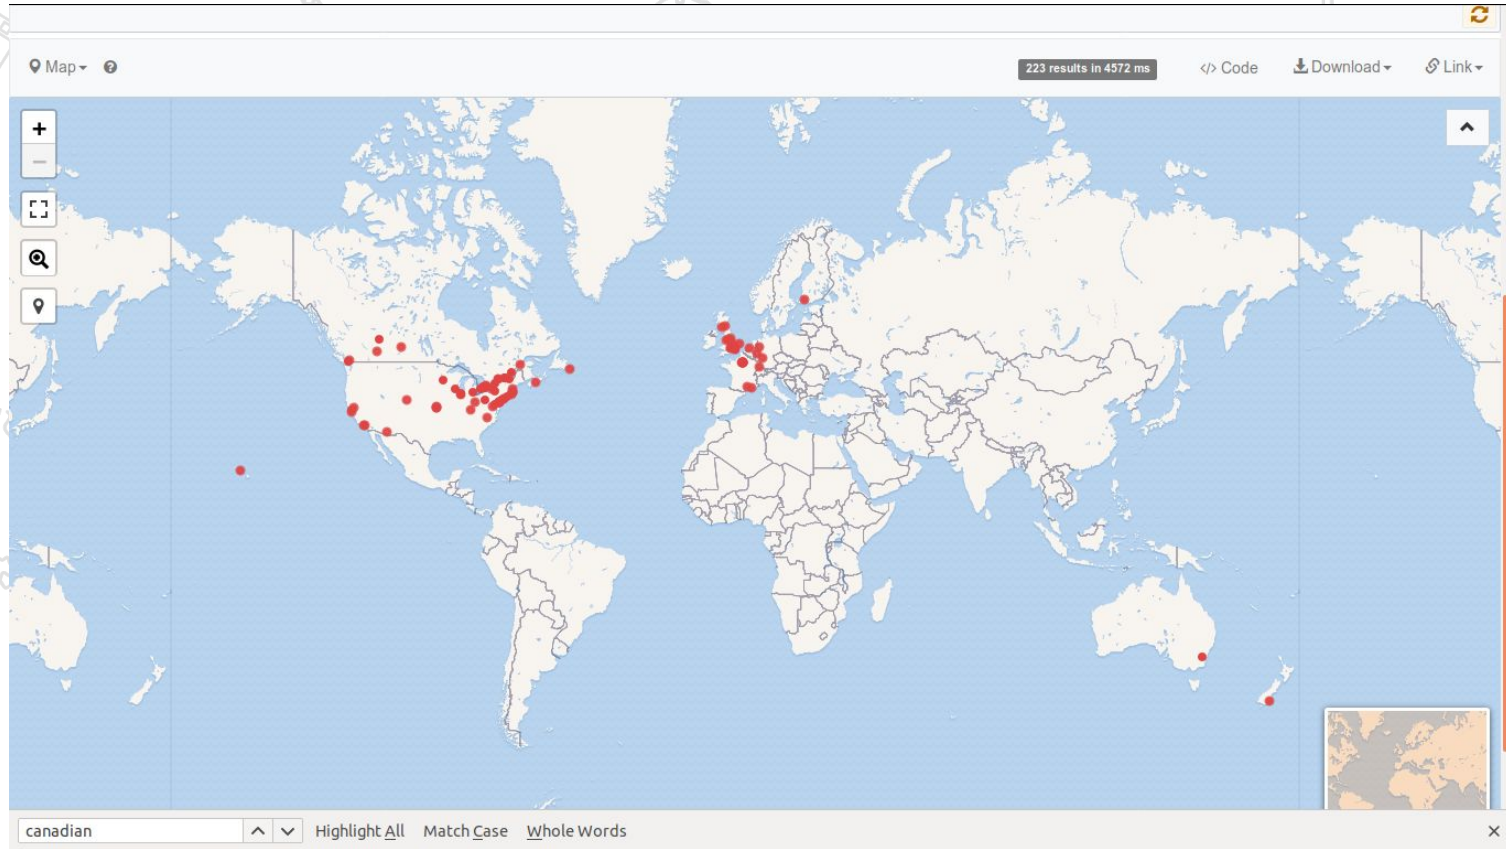 Map
223 results in 4572 ms
</> Code
Download
Link
+
−
canadian
Highlight All
Match Case
Whole Words